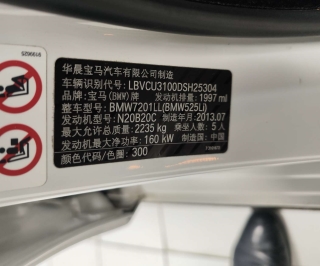 华晨宝马汽车有限公司制造
车辆识别代号: LBVCU3100DSH25304
品牌: 宝马(BMW)牌 发动机排量: 1997 ml
整车型号: BMW7201LL(BMW525Li)
发动机型号: N20B20C 制造年月: 2013.07
最大允许总质量: 2235 kg 乘坐人数: 5 人
发动机最大净功率: 160 kW 制造国: 中国
颜色代码/色圈: 300